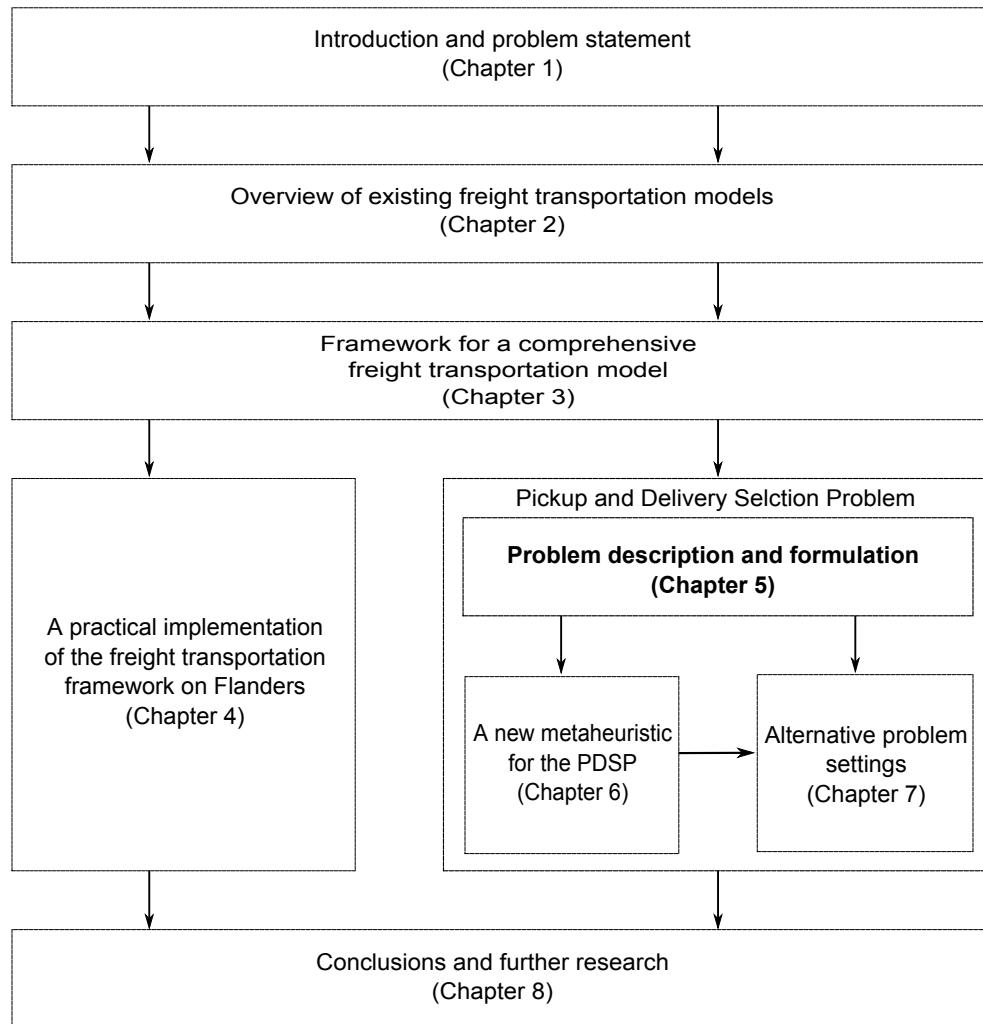 Introduction and problem statement
(Chapter 1)
Overview of existing freight transportation models
(Chapter 2)
Framework for a comprehensive
freight transportation model
(Chapter 3)
A practical implementation
of the freight transportation
framework on Flanders
(Chapter 4)
Pickup and Delivery Selction Problem
Problem description and formulation
(Chapter 5)
A new metaheuristic
for the PDSP
(Chapter 6)
Alternative problem
settings
(Chapter 7)
Conclusions and further research
(Chapter 8)